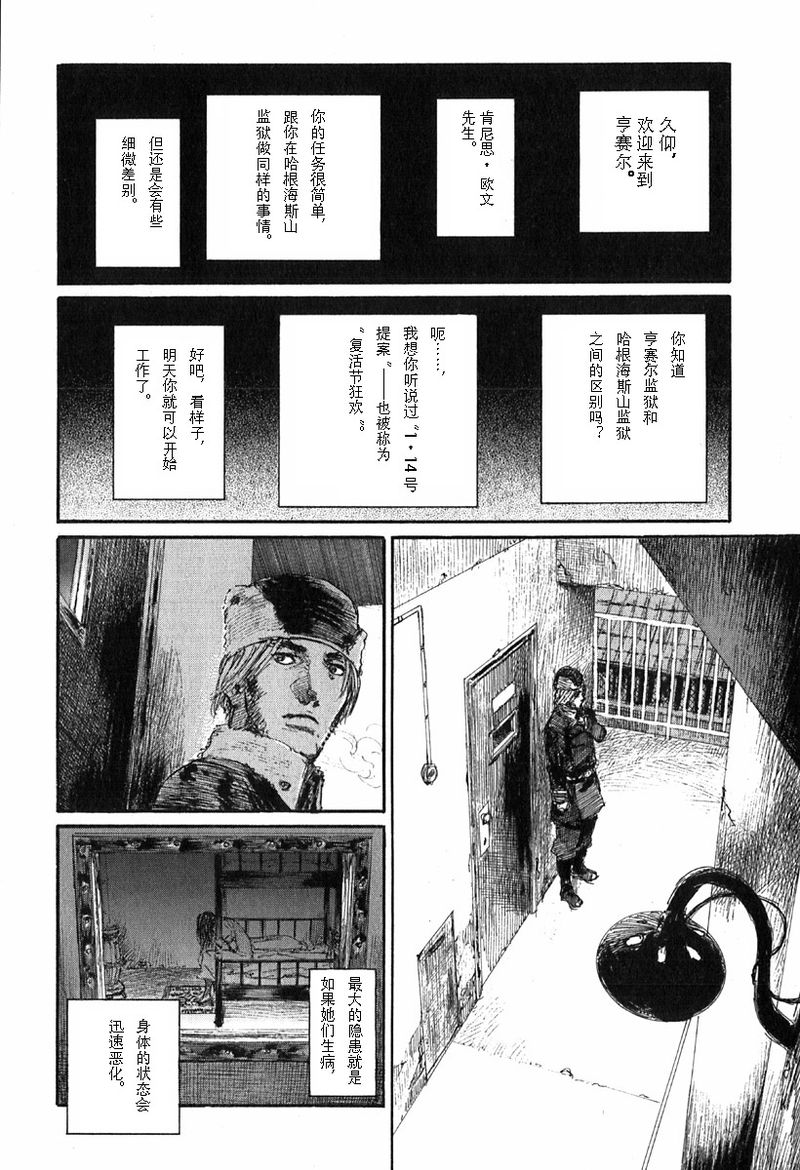 久仰，
欢迎来到
亨赛尔。
肯尼思·欧文
先生。
你的任务很简单，
跟你在哈根海斯山
监狱做同样的事情。
但还是会有些
细微差别。
你知道
亨赛尔监狱和
哈根海斯山监狱
之间的区别吗？
呃……，
我想你听说过“1·14号
提案”——也被称为
“复活节狂欢”。
好吧，看样子，
明天你就可以开始
工作了。
最大的隐患就是
如果她们生病，
身体的状态会
迅速恶化。